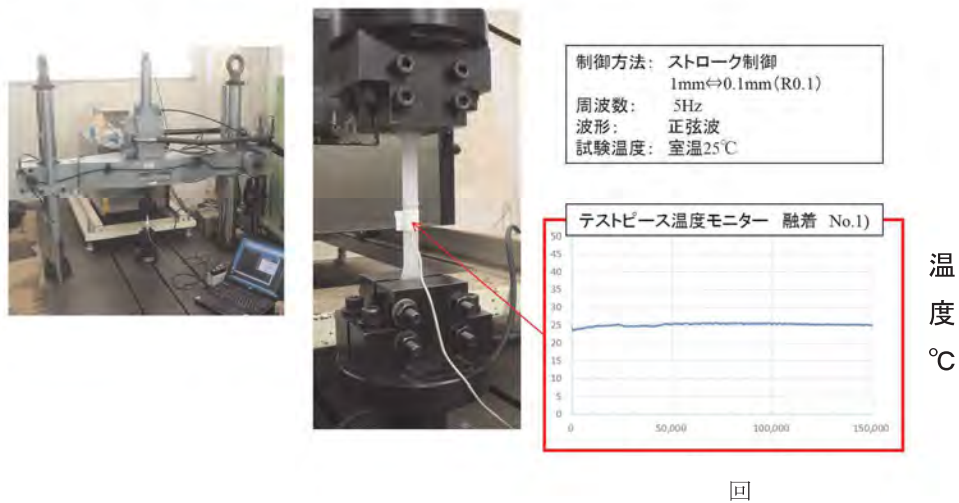 制御方法: ストローク制御
1mm⇔0.1mm(R0.1)
周波数: 5Hz
波形: 正弦波
試験温度: 室温25℃
テストピース温度モニター 融着 No.1)
50
45
40
35
30
25
20
15
10
5
0
0 50,000 100,000 150,000
温
度
℃
回